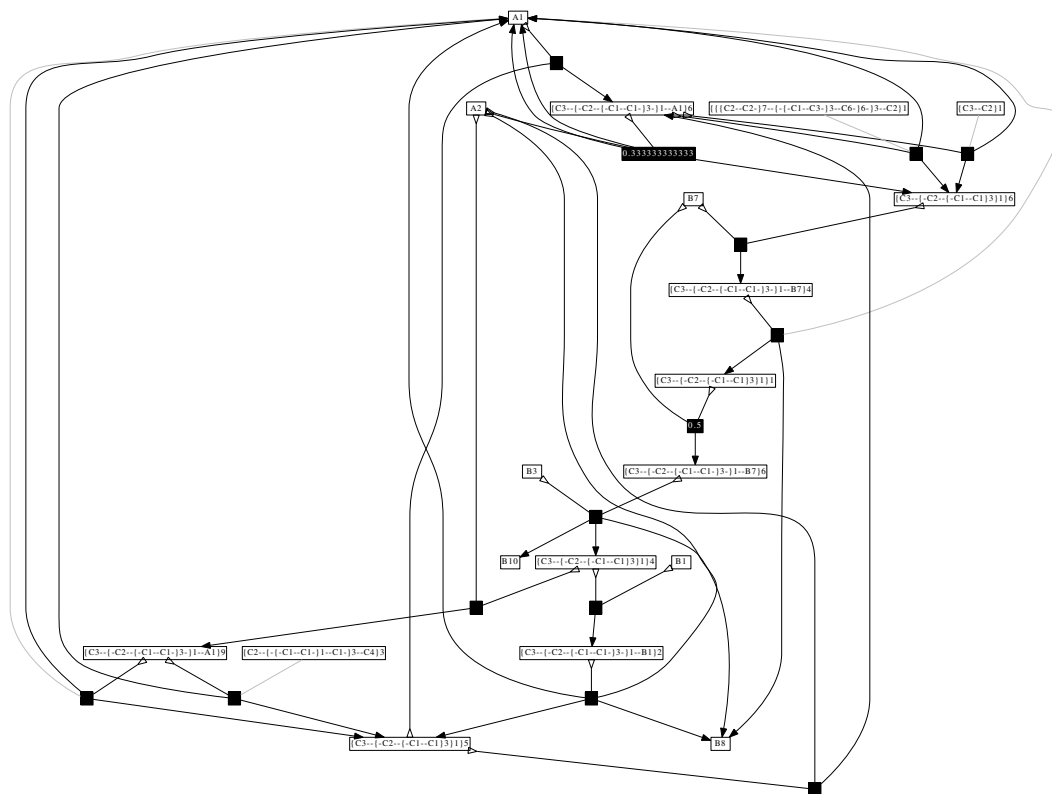 A1
A2
{C3--{-C2--{-C1--C1-}3-}1--A1}6
{{{C2--C2-}7--{-{-C1--C3-}3--C6-}6-}3--C2}1
{C3--C2}1
0.333333333333
{C3--{-C2--{-C1--C1}3}1}6
B7
{C3--{-C2--{-C1--C1-}3-}1--B7}4
{C3--{-C2--{-C1--C1}3}1}1
0.5
B3
{C3--{-C2--{-C1--C1-}3-}1--B7}6
B10
{C3--{-C2--{-C1--C1}3}1}4
B1
{C3--{-C2--{-C1--C1-}3-}1--A1}9
{C2--{-{-C1--C1-}1--C1-}3--C4}3
{C3--{-C2--{-C1--C1-}3-}1--B1}2
{C3--{-C2--{-C1--C1}3}1}5
B8